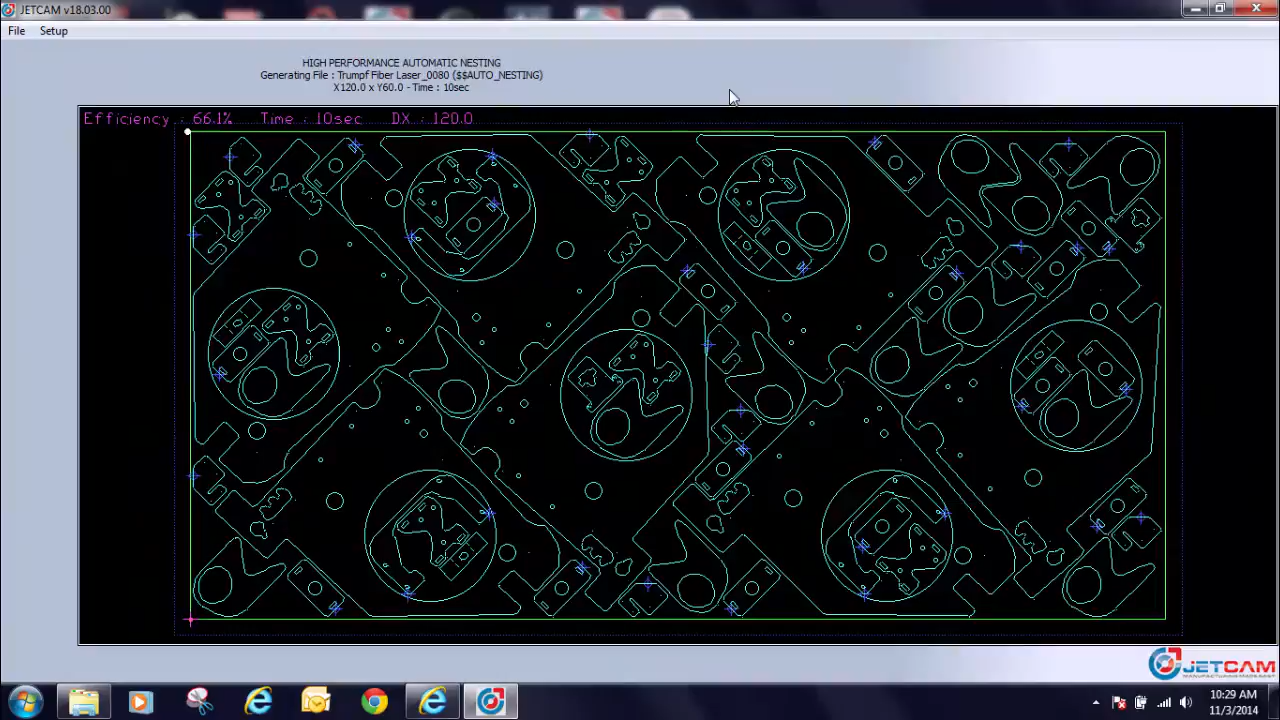 JETCAM v18.03.00
File Setup
HIGH PERFORMANCE AUTOMATIC NESTING
Generating File : Trumpf Fiber Laser_0080 ($$AUTO_NESTING)
X120.0 x Y60.0 - Time : 10sec
Efficiency : 66.1% Time : 10sec DX : 120.0
JETCAM
10:29 AM
11/3/2014